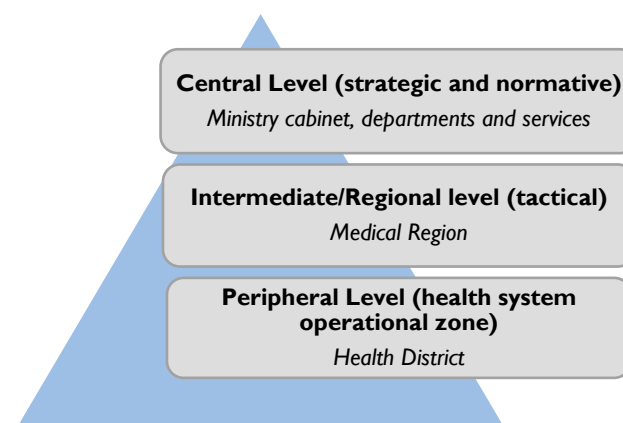 Central Level (strategic and normative)
Ministry cabinet, departments and services
Intermediate/Regional level (tactical)
Medical Region
Peripheral Level (health system
operational zone)
Health District